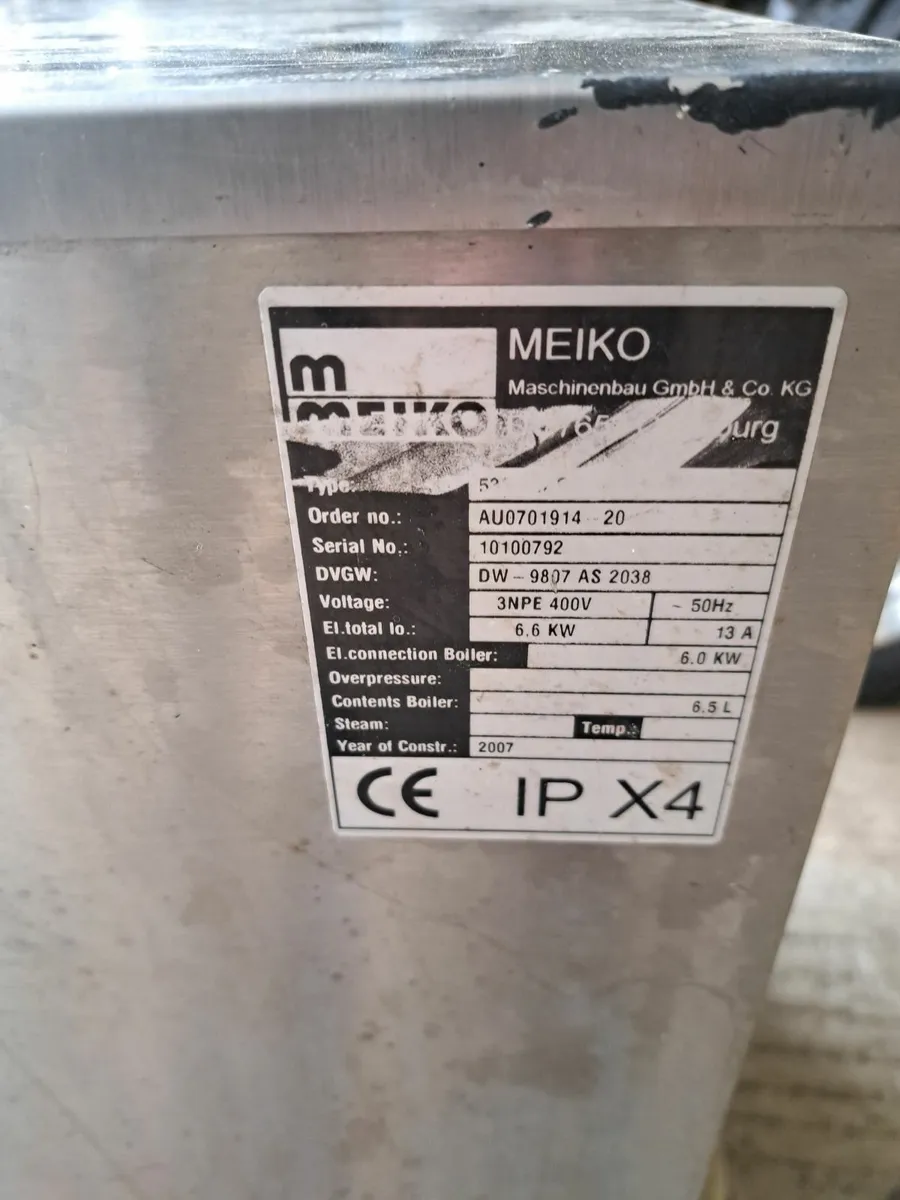 m
MEIKO
MEIKO
Maschinenbau GmbH & Co. KG
Type:
Order no.: AU0701914 - 20
Serial No.: 10100792
DVGW: DW - 9807 AS 2038
Voltage: 3NPE 400V ~ 50Hz
El.total lo.: 6.6 KW 13 A
El.connection Boiler: 6.0 KW
Overpressure:
Contents Boiler: 6.5 L
Steam: Temp.:
Year of Constr.: 2007
CE IP X4